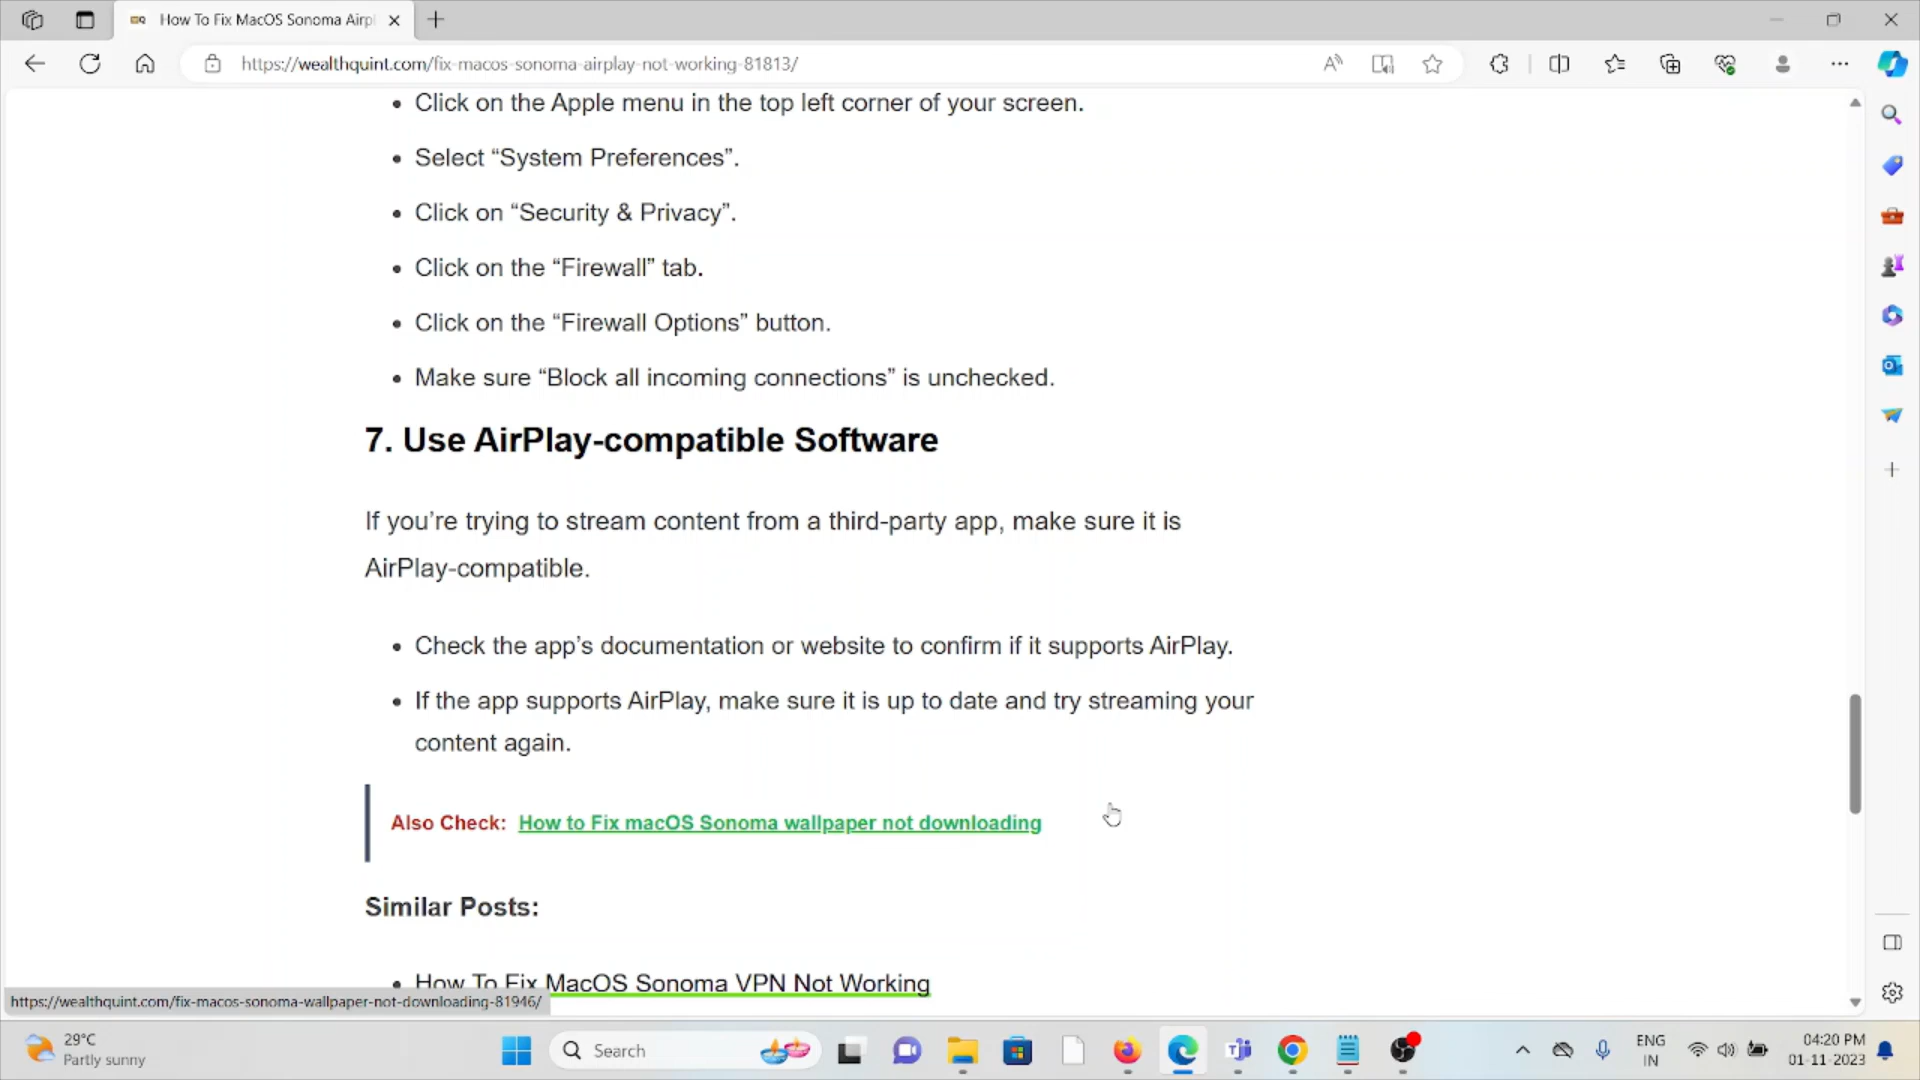 How To Fix MacOS Sonoma Airpl
https://wealthquint.com/fix-macos-sonoma-airplay-not-working-81813/
• Click on the Apple menu in the top left corner of your screen.
• Select “System Preferences”.
• Click on “Security & Privacy”.
• Click on the “Firewall” tab.
• Click on the “Firewall Options” button.
• Make sure “Block all incoming connections” is unchecked.
7. Use AirPlay-compatible Software
If you’re trying to stream content from a third-party app, make sure it is
AirPlay-compatible.
• Check the app’s documentation or website to confirm if it supports AirPlay.
• If the app supports AirPlay, make sure it is up to date and try streaming your
content again.
Also Check: How to Fix macOS Sonoma wallpaper not downloading
Similar Posts:
• How To Fix MacOS Sonoma VPN Not Working
https://wealthquint.com/fix-macos-sonoma-wallpaper-not-downloading-81946/
29°C
Partly sunny
Search
ENG
IN
04:20 PM
01-11-2023